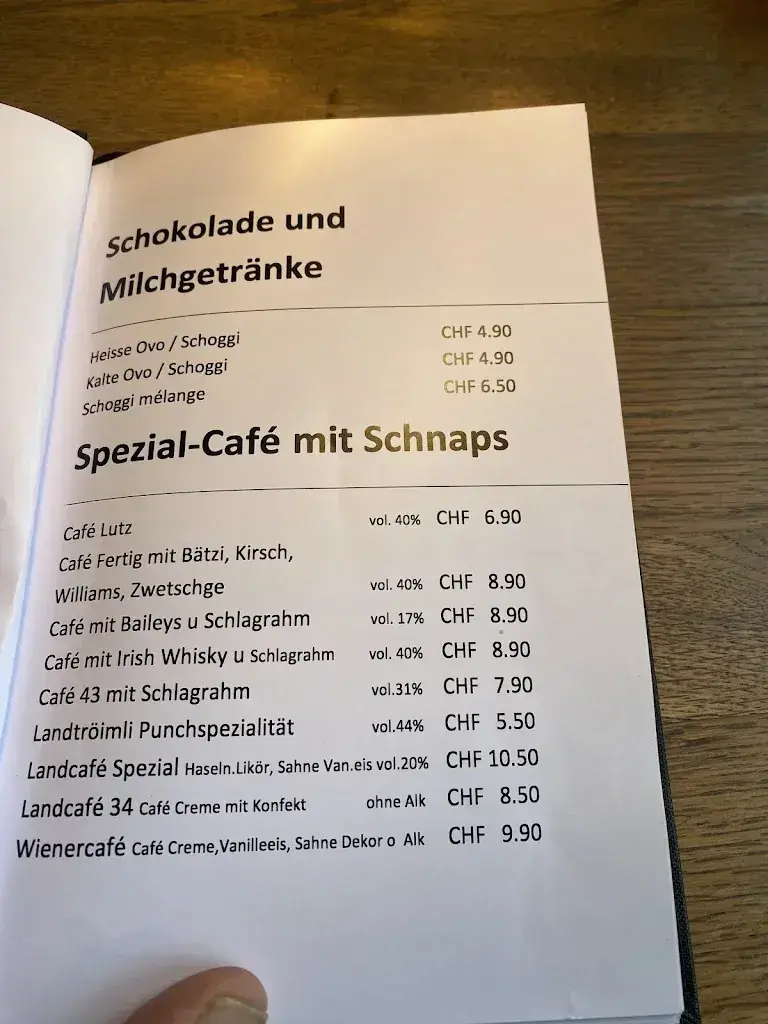 Schokolade und
Milchgetränke
Heisse Ovo / Schoggi CHF 4.90
Kalte Ovo / Schoggi CHF 4.90
Schoggi mélange CHF 6.50
Spezial-Café mit Schnaps
Café Lutz vol. 40% CHF 6.90
Café Fertig mit Bätzi, Kirsch,
Williams, Zwetschge vol. 40% CHF 8.90
Café mit Baileys u Schlagrahm vol. 17% CHF 8.90
Café mit Irish Whisky u Schlagrahm vol. 40% CHF 8.90
Café 43 mit Schlagrahm vol.31% CHF 7.90
Landtröimli Punchspezialität vol.44% CHF 5.50
Landcafé Spezial Haseln.Likör, Sahne Van.eis vol.20% CHF 10.50
Landcafé 34 Café Creme mit Konfekt ohne Alk CHF 8.50
Wienercafé Café Creme,Vanilleeis, Sahne Dekor o Alk CHF 9.90